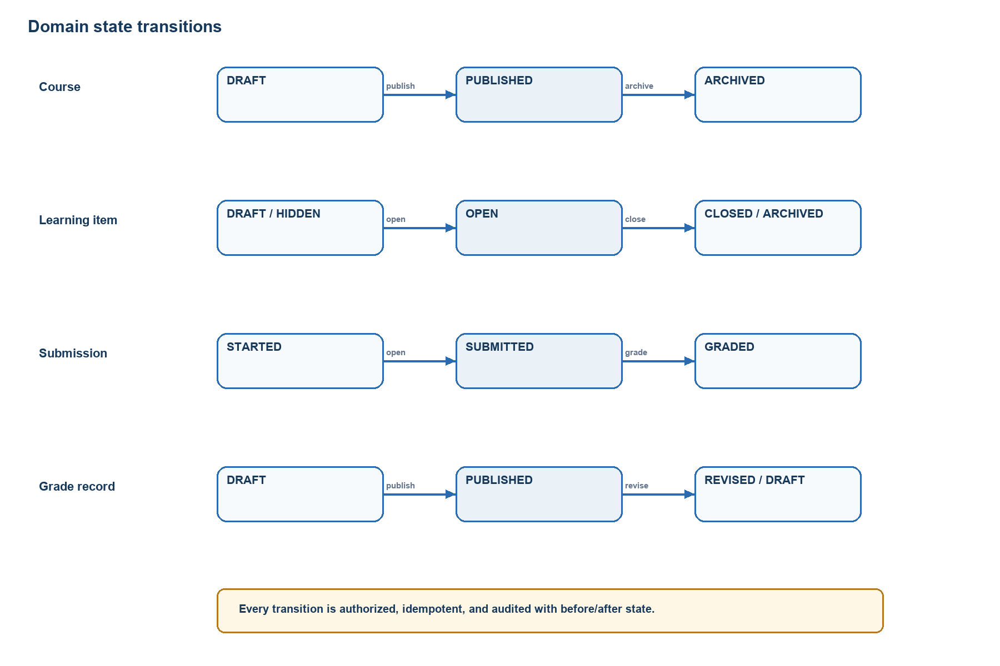 Domain state transitions
Course
DRAFT
publish
PUBLISHED
archive
ARCHIVED
Learning item
DRAFT / HIDDEN
open
OPEN
close
CLOSED / ARCHIVED
Submission
STARTED
open
SUBMITTED
grade
GRADED
Grade record
DRAFT
publish
PUBLISHED
revise
REVISED / DRAFT
Every transition is authorized, idempotent, and audited with before/after state.